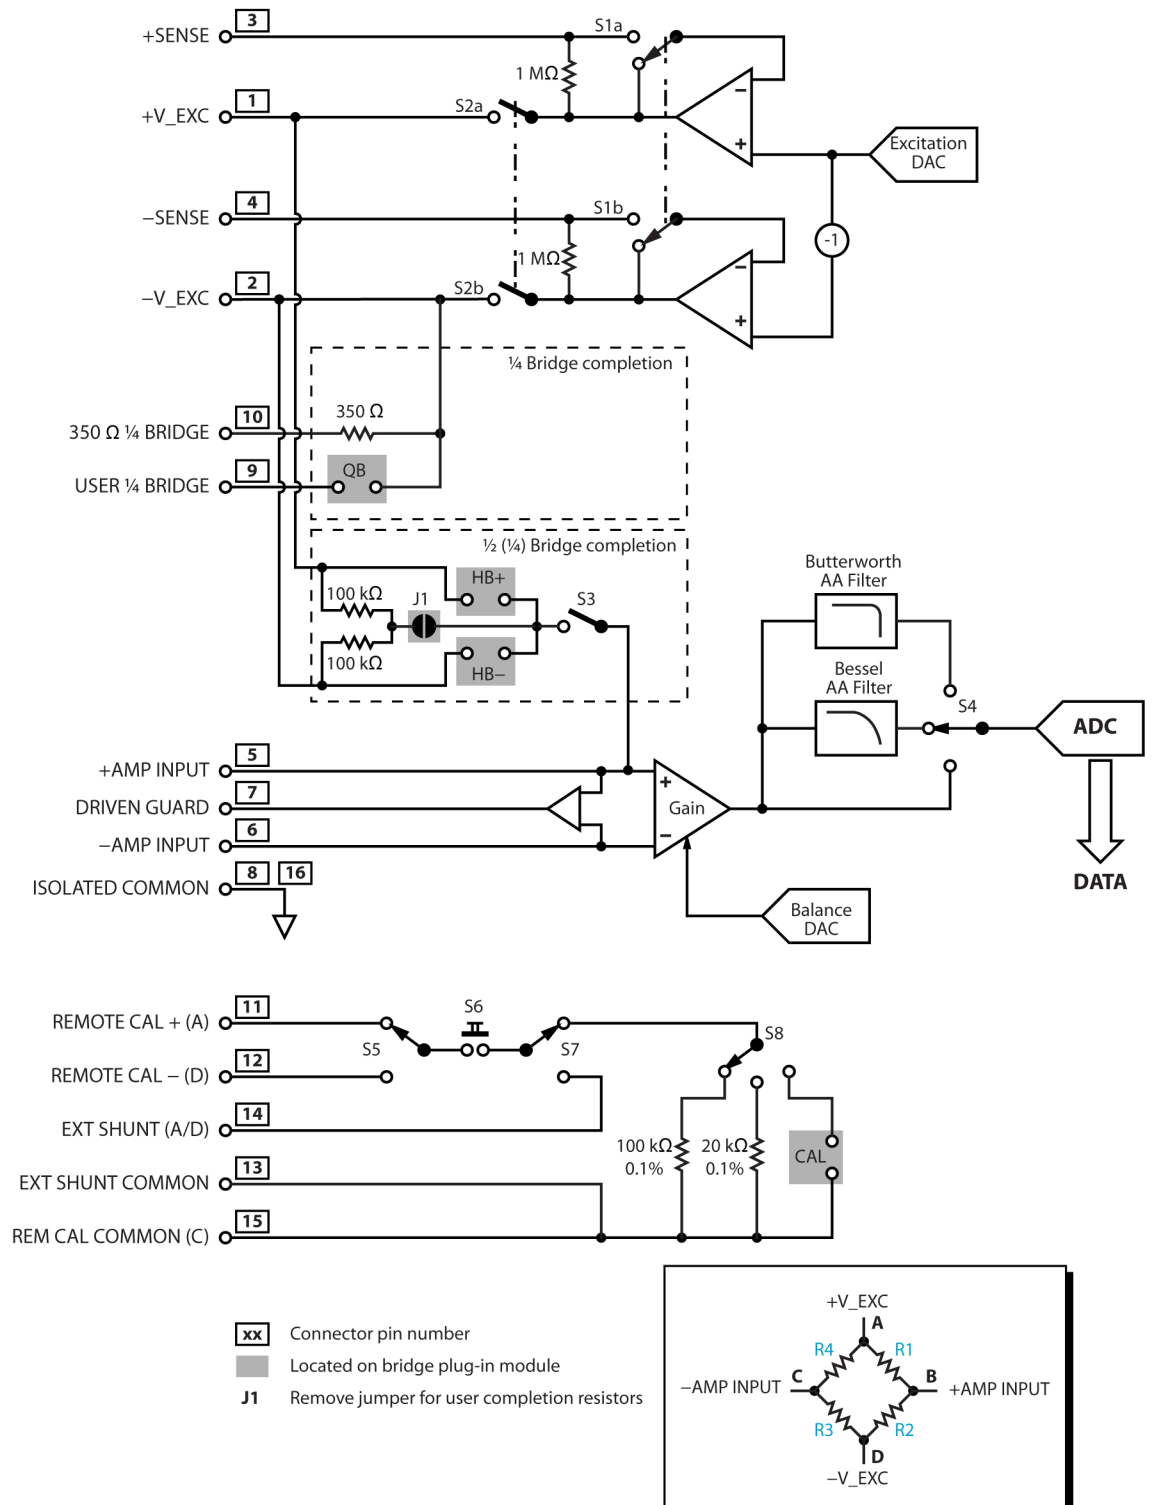 3
+SENSE
S1a
1 MΩ
1
+V_EXC
S2a
−
+
Excitation
DAC
4
−SENSE
S1b
-1
1 MΩ
2
−V_EXC
S2b
−
+
¼ Bridge completion
10
350 Ω ¼ BRIDGE
350 Ω
9
USER ¼ BRIDGE
QB
½ (¼) Bridge completion
HB+
100 kΩ
J1
S3
100 kΩ
HB−
Butterworth
AA Filter
Bessel
AA Filter
S4
ADC
5
+AMP INPUT
+
7
DRIVEN GUARD
Gain
6
−AMP INPUT
−
8 16
ISOLATED COMMON
DATA
Balance
DAC
11
REMOTE CAL + (A)
S6
S5
S7
S8
12
REMOTE CAL − (D)
14
EXT SHUNT (A/D)
100 kΩ
0.1%
20 kΩ
0.1%
CAL
13
EXT SHUNT COMMON
15
REM CAL COMMON (C)
xx Connector pin number
Located on bridge plug-in module
J1 Remove jumper for user completion resistors
+V_EXC
A
R4
R1
−AMP INPUT
C
B
+AMP INPUT
R3
R2
D
−V_EXC